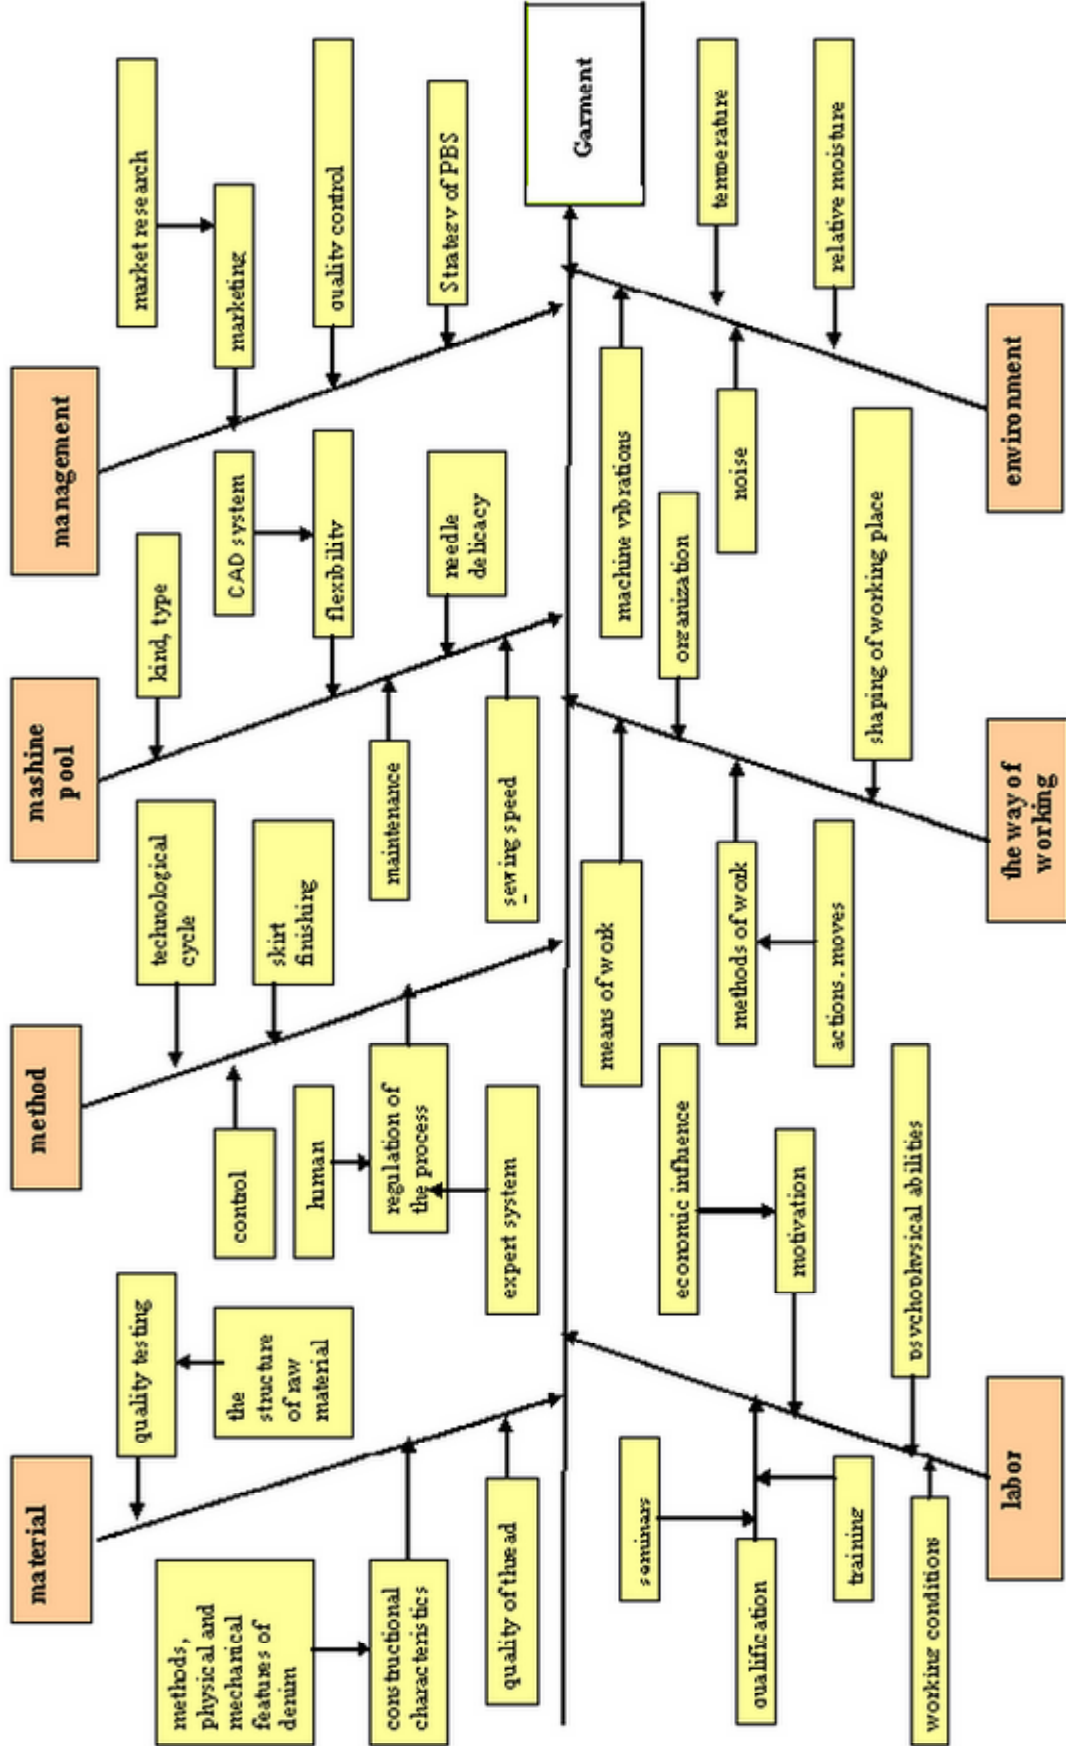 material
method
mashine
pool
management
quality testing
the
structure
of raw
material
methods,
physical and
mechanical
features of
denim
constructional
characteristics
quality of thread
technological
cycle
skirt
finishing
control
human
regulation of
the process
expert system
kind, type
CAD system
flexibility
maintenance
needle
delicacy
sewing speed
market research
marketing
quality control
Strategy of PBS
Garment
seminars
qualification
training
working conditions
economic influence
motivation
psychophysical abilities
means of work
organization
methods of work
actions, moves
shaping of working place
machine vibrations
temperature
noise
relative moisture
labor
the way of
working
environment